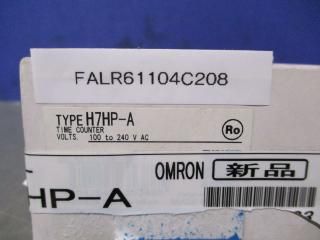 FALR61104C208
TYPE H7HP-A
TIME COUNTER
VOLTS. 100 to 240 V AC
Ro
OMRON 新品
HP-A